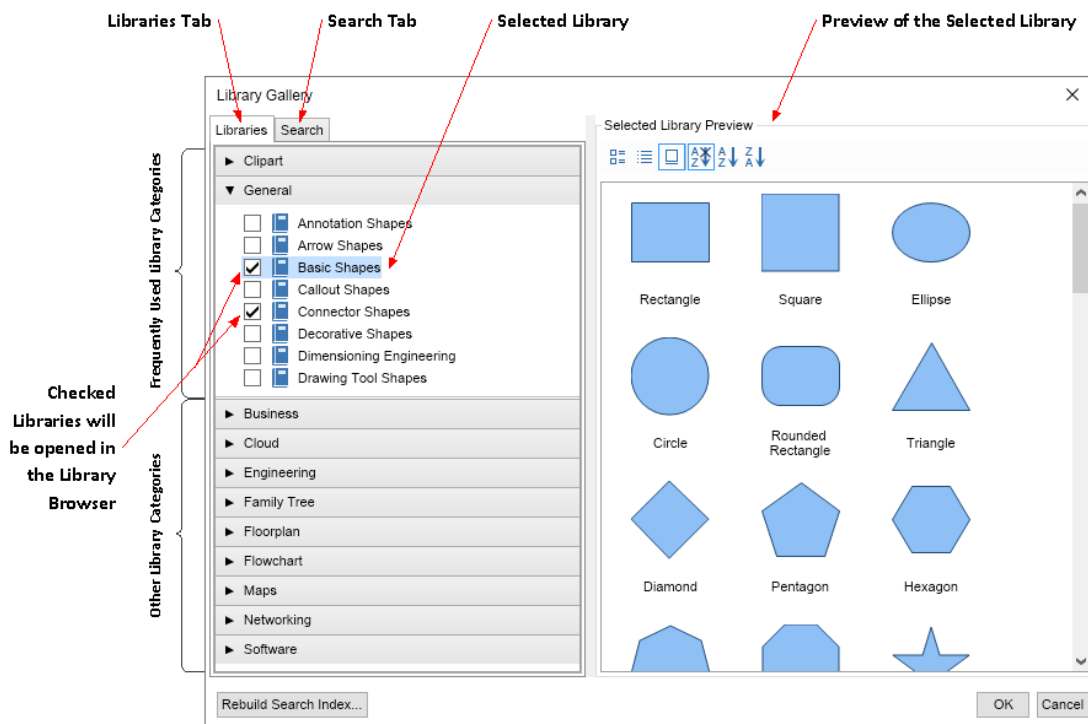 Libraries Tab
Search Tab
Selected Library
Preview of the Selected Library
Library Gallery
Libraries
Search
Selected Library Preview
Frequently Used Library Categories
Clipart
General
Annotation Shapes
Arrow Shapes
Basic Shapes
Callout Shapes
Connector Shapes
Decorative Shapes
Dimensioning Engineering
Drawing Tool Shapes
Checked
Libraries will
be opened in
the Library
Browser
Other Library Categories
Business
Cloud
Engineering
Family Tree
Floorplan
Flowchart
Maps
Networking
Software
A Z
A Z
Z A
Rectangle
Square
Ellipse
Circle
Rounded
Rectangle
Triangle
Diamond
Pentagon
Hexagon
Rebuild Search Index...
OK
Cancel